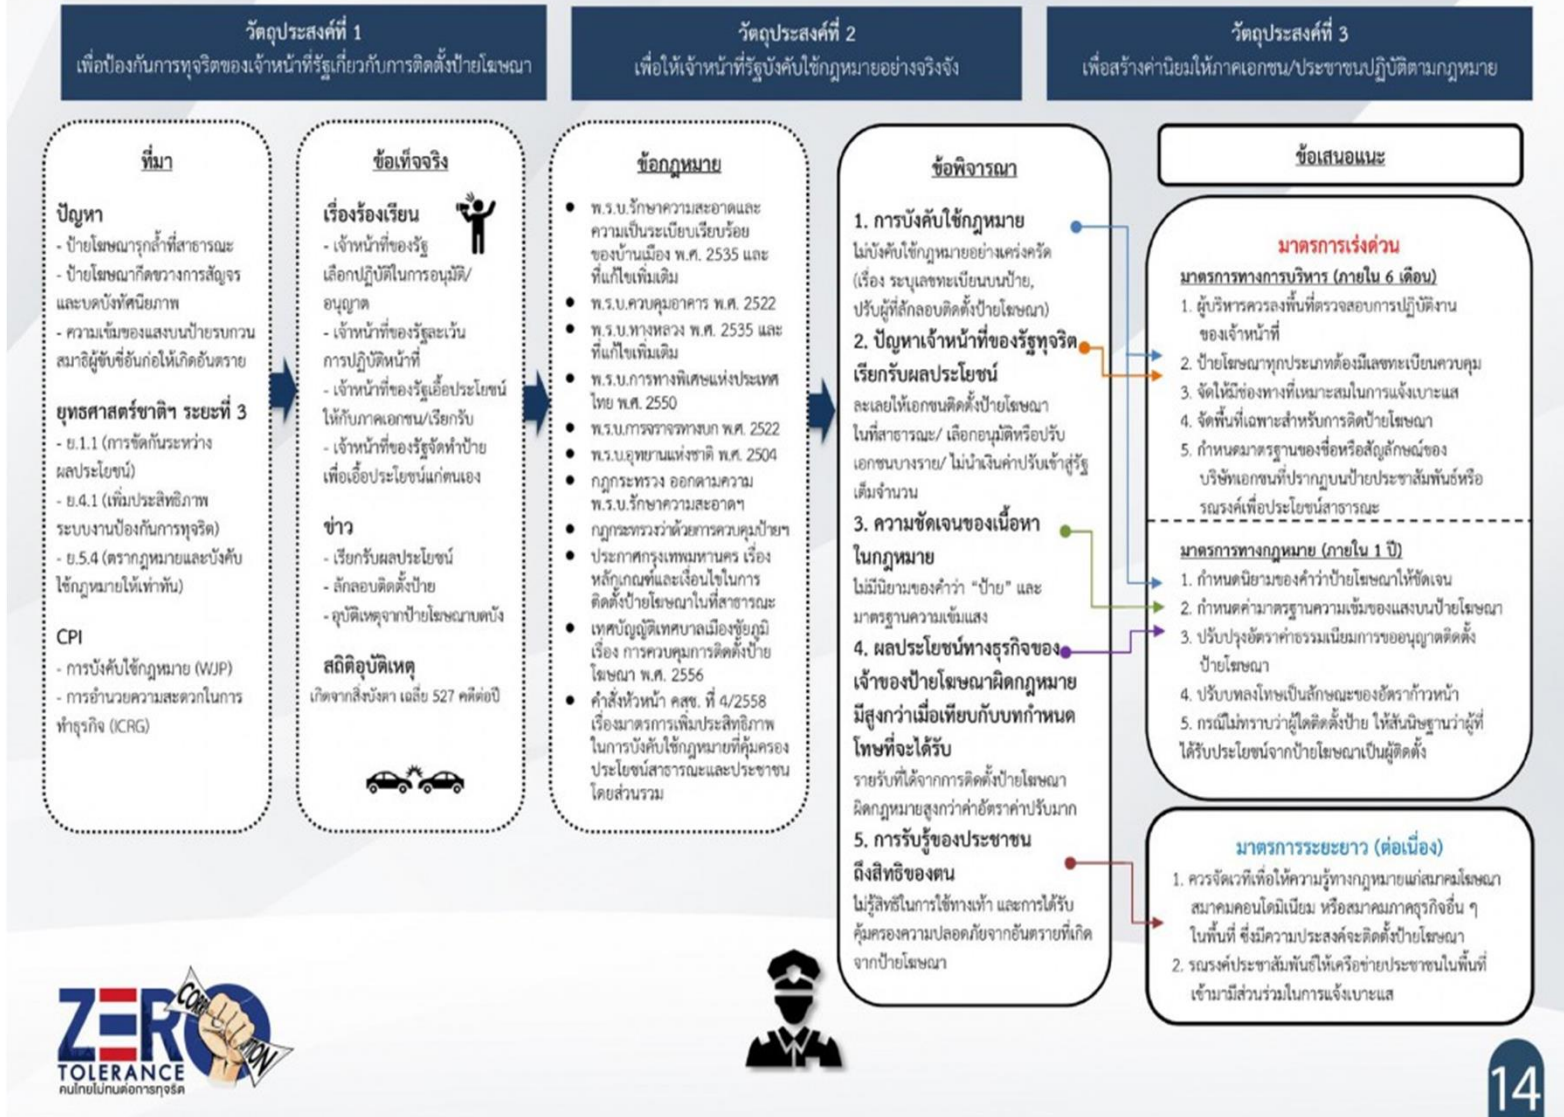 วัตถุประสงค์ที่ 1
เพื่อป้องกันการทุจริตของเจ้าหน้าที่รัฐเกี่ยวกับการติดตั้งป้ายโฆษณา
วัตถุประสงค์ที่ 2
เพื่อให้เจ้าหน้าที่รัฐบังคับใช้กฎหมายอย่างจริงจัง
วัตถุประสงค์ที่ 3
เพื่อสร้างค่านิยมให้ภาคเอกชน/ประชาชนปฏิบัติตามกฎหมาย
ที่มา
ปัญหา
- ป้ายโฆษณารุกล้ำที่สาธารณะ
- ป้ายโฆษณากีดขวางการสัญจร
และบดบังทัศนียภาพ
- ความเข้มของแสงบนป้ายรบกวน
สมาธิผู้ขับขี่อันก่อให้เกิดอันตราย
ยุทธศาสตร์ชาติฯ ระยะที่ 3
- ย.1.1 (การขัดกันระหว่าง
ผลประโยชน์)
- ย.4.1 (เพิ่มประสิทธิภาพ
ระบบงานป้องกันการทุจริต)
- ย.5.4 (ตรากฎหมายและบังคับ
ใช้กฎหมายให้เท่าทัน)
CPI
- การบังคับใช้กฎหมาย (WJP)
- การอำนวยความสะดวกในการ
ทำธุรกิจ (ICRG)
ข้อเท็จจริง
เรื่องร้องเรียน
- เจ้าหน้าที่ของรัฐ
เลือกปฏิบัติในการอนุมัติ/
อนุญาต
- เจ้าหน้าที่ของรัฐละเว้น
การปฏิบัติหน้าที่
- เจ้าหน้าที่ของรัฐเอื้อประโยชน์
ให้กับภาคเอกชน/เรียกรับ
- เจ้าหน้าที่ของรัฐจัดทำป้าย
เพื่อเอื้อประโยชน์แก่ตนเอง
ข่าว
- เรียกรับผลประโยชน์
- ลักลอบติดตั้งป้าย
- อุบัติเหตุจากป้ายโฆษณาบดบัง
สถิติอุบัติเหตุ
เกิดจากสิ่งบังตา เฉลี่ย 527 คดีต่อปี
ข้อกฎหมาย
● พ.ร.บ.รักษาความสะอาดและ
ความเป็นระเบียบเรียบร้อย
ของบ้านเมือง พ.ศ. 2535 และ
ที่แก้ไขเพิ่มเติม
● พ.ร.บ.ควบคุมอาคาร พ.ศ. 2522
● พ.ร.บ.ทางหลวง พ.ศ. 2535 และ
ที่แก้ไขเพิ่มเติม
● พ.ร.บ.การทางพิเศษแห่งประเทศ
ไทย พ.ศ. 2550
● พ.ร.บ.การจราจรทางบก พ.ศ. 2522
● พ.ร.บ.อุทยานแห่งชาติ พ.ศ. 2504
● กฎกระทรวง ออกตามความ
พ.ร.บ.รักษาความสะอาดฯ
● กฎกระทรวงว่าด้วยการควบคุมป้ายฯ
● ประกาศกรุงเทพมหานคร เรื่อง
หลักเกณฑ์และเงื่อนไขในการ
ติดตั้งป้ายโฆษณาในที่สาธารณะ
● เทศบัญญัติเทศบาลเมืองชัยภูมิ
เรื่อง การควบคุมการติดตั้งป้าย
โฆษณา พ.ศ. 2556
● คำสั่งหัวหน้า คสช. ที่ 4/2558
เรื่องมาตรการเพิ่มประสิทธิภาพ
ในการบังคับใช้กฎหมายที่คุ้มครอง
ประโยชน์สาธารณะและประชาชน
โดยส่วนรวม
ข้อพิจารณา
1. การบังคับใช้กฎหมาย
ไม่บังคับใช้กฎหมายอย่างเคร่งครัด
(เรื่อง ระบุเลขทะเบียนบนป้าย,
ปรับผู้ที่ลักลอบติดตั้งป้ายโฆษณา)
2. ปัญหาเจ้าหน้าที่ของรัฐทุจริต
เรียกรับผลประโยชน์
ละเลยให้เอกชนติดตั้งป้ายโฆษณา
ในที่สาธารณะ/ เลือกอนุมัติหรือปรับ
เอกชนบางราย/ ไม่นำเงินค่าปรับเข้าสู่รัฐ
เต็มจำนวน
3. ความชัดเจนของเนื้อหา
ในกฎหมาย
ไม่มีนิยามของคำว่า “ป้าย” และ
มาตรฐานความเข้มแสง
4. ผลประโยชน์ทางธุรกิจของ
เจ้าของป้ายโฆษณาผิดกฎหมาย
มีสูงกว่าเมื่อเทียบกับบทกำหนด
โทษที่จะได้รับ
รายรับที่ได้จากการติดตั้งป้ายโฆษณา
ผิดกฎหมายสูงกว่าค่าอัตราค่าปรับมาก
5. การรับรู้ของประชาชน
ถึงสิทธิของตน
ไม่รู้สิทธิในการใช้ทางเท้า และการได้รับ
คุ้มครองความปลอดภัยจากอันตรายที่เกิด
จากป้ายโฆษณา
ข้อเสนอแนะ
มาตรการเร่งด่วน
มาตรการทางการบริหาร (ภายใน 6 เดือน)
1. ผู้บริหารควรลงพื้นที่ตรวจสอบการปฏิบัติงาน
ของเจ้าหน้าที่
2. ป้ายโฆษณาทุกประเภทต้องมีเลขทะเบียนควบคุม
3. จัดให้มีช่องทางที่เหมาะสมในการแจ้งเบาะแส
4. จัดพื้นที่เฉพาะสำหรับการติดป้ายโฆษณา
5. กำหนดมาตรฐานของชื่อหรือสัญลักษณ์ของ
บริษัทเอกชนที่ปรากฏบนป้ายประชาสัมพันธ์หรือ
รณรงค์เพื่อประโยชน์สาธารณะ
มาตรการทางกฎหมาย (ภายใน 1 ปี)
1. กำหนดนิยามของคำว่าป้ายโฆษณาให้ชัดเจน
2. กำหนดค่ามาตรฐานความเข้มของแสงบนป้ายโฆษณา
3. ปรับปรุงอัตราค่าธรรมเนียมการขออนุญาตติดตั้ง
ป้ายโฆษณา
4. ปรับบทลงโทษเป็นลักษณะของอัตราก้าวหน้า
5. กรณีไม่ทราบว่าผู้ใดติดตั้งป้าย ให้สันนิษฐานว่าผู้ที่
ได้รับประโยชน์จากป้ายโฆษณาเป็นผู้ติดตั้ง
มาตรการระยะยาว (ต่อเนื่อง)
1. ควรจัดเวทีเพื่อให้ความรู้ทางกฎหมายแก่สมาคมโฆษณา
สมาคมคอนโดมิเนียม หรือสมาคมภาคธุรกิจอื่น ๆ
ในพื้นที่ ซึ่งมีความประสงค์จะติดตั้งป้ายโฆษณา
2. รณรงค์ประชาสัมพันธ์ให้เครือข่ายประชาชนในพื้นที่
เข้ามามีส่วนร่วมในการแจ้งเบาะแส
ZERO
CORRUPTION
TOLERANCE
คนไทยไม่ทนต่อการทุจริต
14